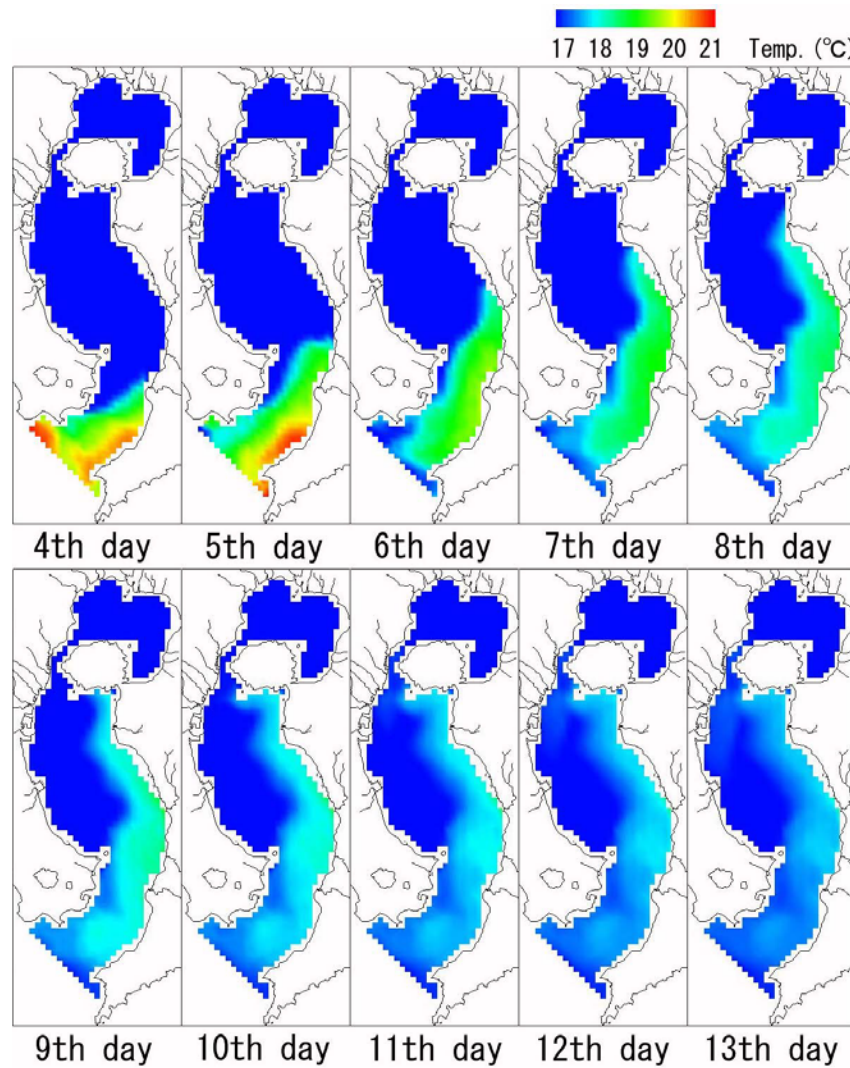 17 18 19 20 21 Temp. (℃)
4th day 5th day 6th day 7th day 8th day
9th day 10th day 11th day 12th day 13th day